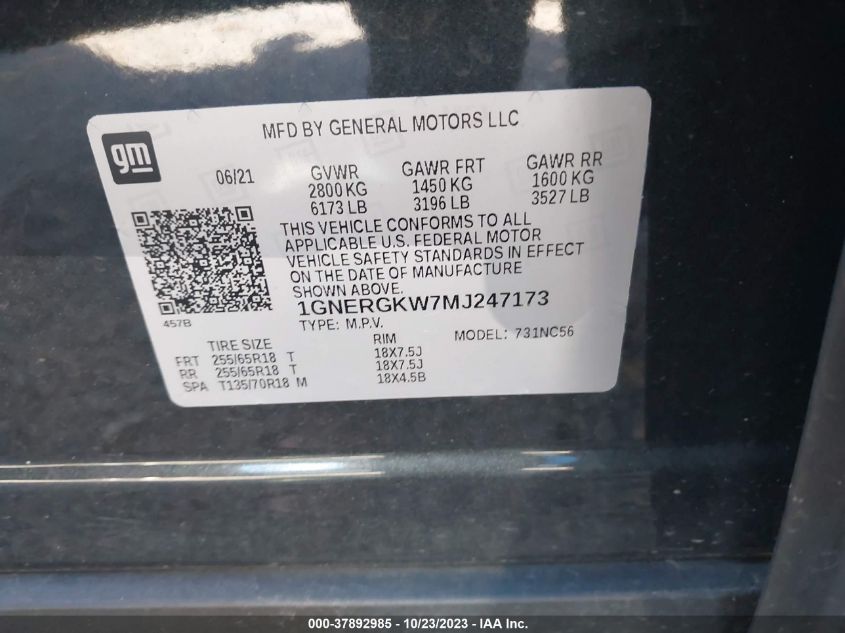 MFD BY GENERAL MOTORS LLC
gm
06/21
GVWR GAWR FRT GAWR RR
2800 KG 1450 KG 1600 KG
6173 LB 3196 LB 3527 LB
THIS VEHICLE CONFORMS TO ALL
APPLICABLE U.S. FEDERAL MOTOR
VEHICLE SAFETY STANDARDS IN EFFECT
ON THE DATE OF MANUFACTURE
SHOWN ABOVE.
1GNERGKW7MJ247173
457B
TYPE: M.P.V. MODEL: 731NC56
TIRE SIZE RIM
FRT 255/65R18 T 18X7.5J
RR 255/65R18 T 18X7.5J
SPA T135/70R18 M 18X4.5B
000-37892985 - 10/23/2023 - © IAA, Inc.